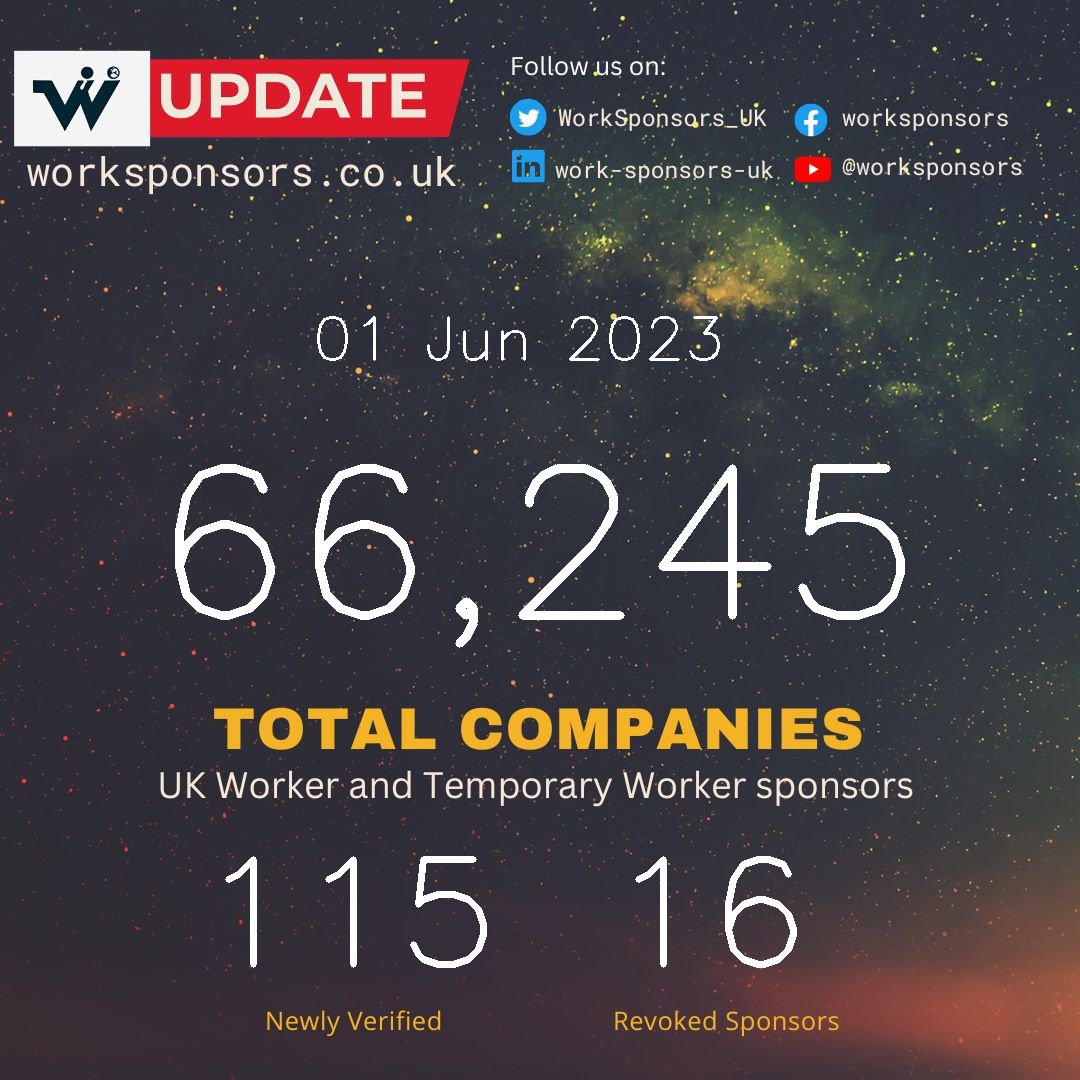 UPDATE
worksponsors.co.uk
Follow us on:
WorkSponsors_UK
worksponsors
work-sponsors-uk
@worksponsors
01 Jun 2023
66,245
TOTAL COMPANIES
UK Worker and Temporary Worker sponsors
115 16
Newly Verified Revoked Sponsors